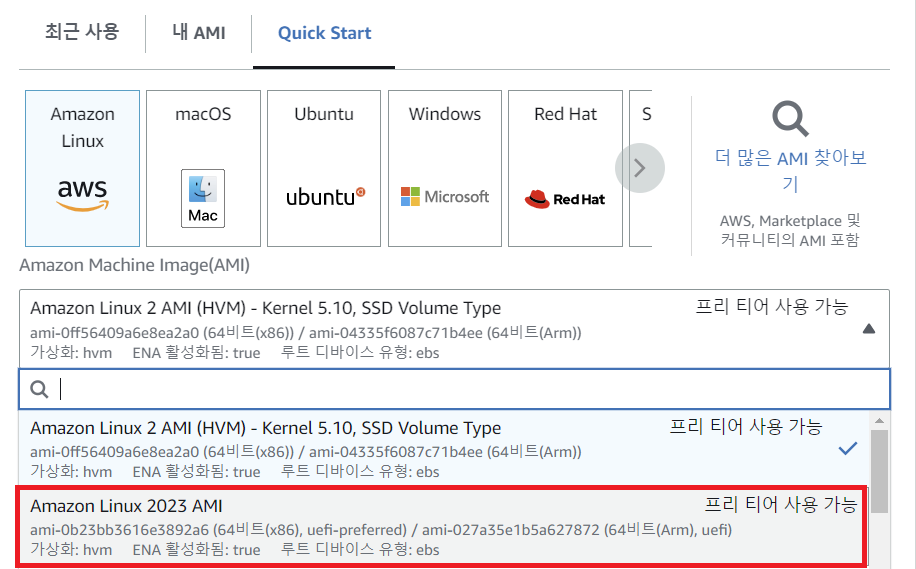 최근 사용
내 AMI
Quick Start
Amazon
Linux
aws
macOS
Mac
Ubuntu
ubuntu
Windows
Microsoft
Red Hat
Red Hat
S
더 많은 AMI 찾아보
기
AWS, Marketplace 및
커뮤니티의 AMI 포함
Amazon Machine Image(AMI)
Amazon Linux 2 AMI (HVM) - Kernel 5.10, SSD Volume Type 프리 티어 사용 가능
ami-0ff56409a6e8ea2a0 (64비트(x86)) / ami-04335f6087c71b4ee (64비트(Arm))
가상화: hvm ENA 활성화됨: true 루트 디바이스 유형: ebs
Amazon Linux 2 AMI (HVM) - Kernel 5.10, SSD Volume Type 프리 티어 사용 가능
ami-0ff56409a6e8ea2a0 (64비트(x86)) / ami-04335f6087c71b4ee (64비트(Arm))
가상화: hvm ENA 활성화됨: true 루트 디바이스 유형: ebs
Amazon Linux 2023 AMI 프리 티어 사용 가능
ami-0b23bb3616e3892a6 (64비트(x86), uefi-preferred) / ami-027a35e1b5a627872 (64비트(Arm), uefi)
가상화: hvm ENA 활성화됨: true 루트 디바이스 유형: ebs